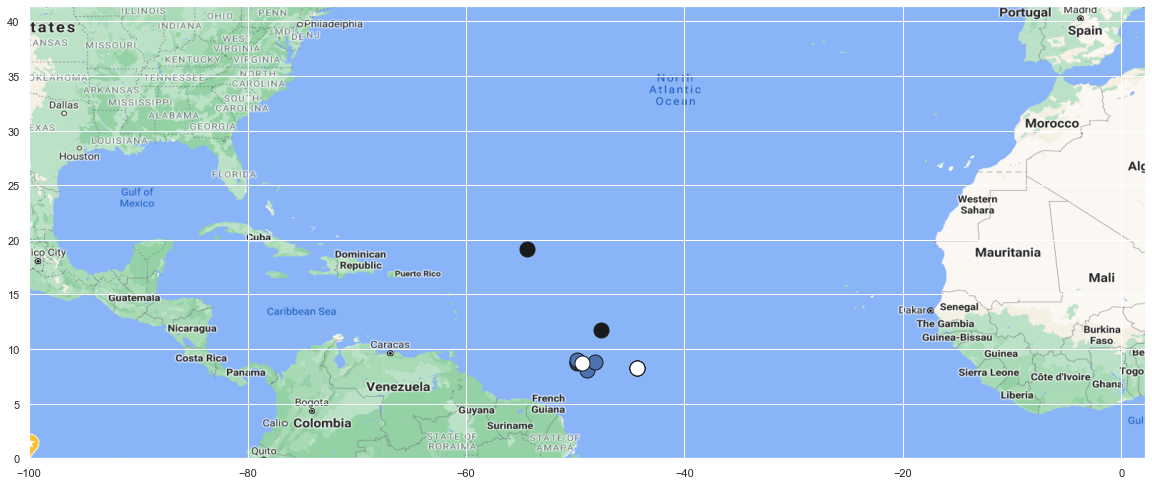 ILLINOIS
OHIO
PENN
Madrid
40
Portugal
Philadelphia
tates
INDIANA
MD
DE
NJ
Spain
KANSAS
MISSOURI
WEST
VIRGINIA
KENTUCKY
VIRGINIA
35
OKLAHOMA
TENNESSEE
NORTH
CAROLINA
North
Atlantic
Ocean
ARKANSAS
Dallas
MISSISSIPPI
SOUTH
CAROLINA
ALABAMA
30
EXAS
GEORGIA
Morocco
LOUISIANA
Houston
FLORIDA
Alg
25
Gulf of
Mexico
Western
Sahara
20
Cuba
ico City
Dominican
Republic
Mauritania
Puerto Rico
Mali
15
Guatemala
Caribbean Sea
Dakar
Senegal
Nicaragua
The Gambia
Guinea-Bissau
Burkina
Faso
10
Caracas
Costa Rica
Guinea
Be
Panama
Venezuela
Sierra Leone
Côte d'Ivoire
Togo
Ghana
Liberia
5
Bogota
Guyana
French
Guiana
Cali
Colombia
Suriname
Gul
STATE OF
RORAIMA
STATE OF
AMAPA
Quito
0
−100
−80
−60
−40
−20
0